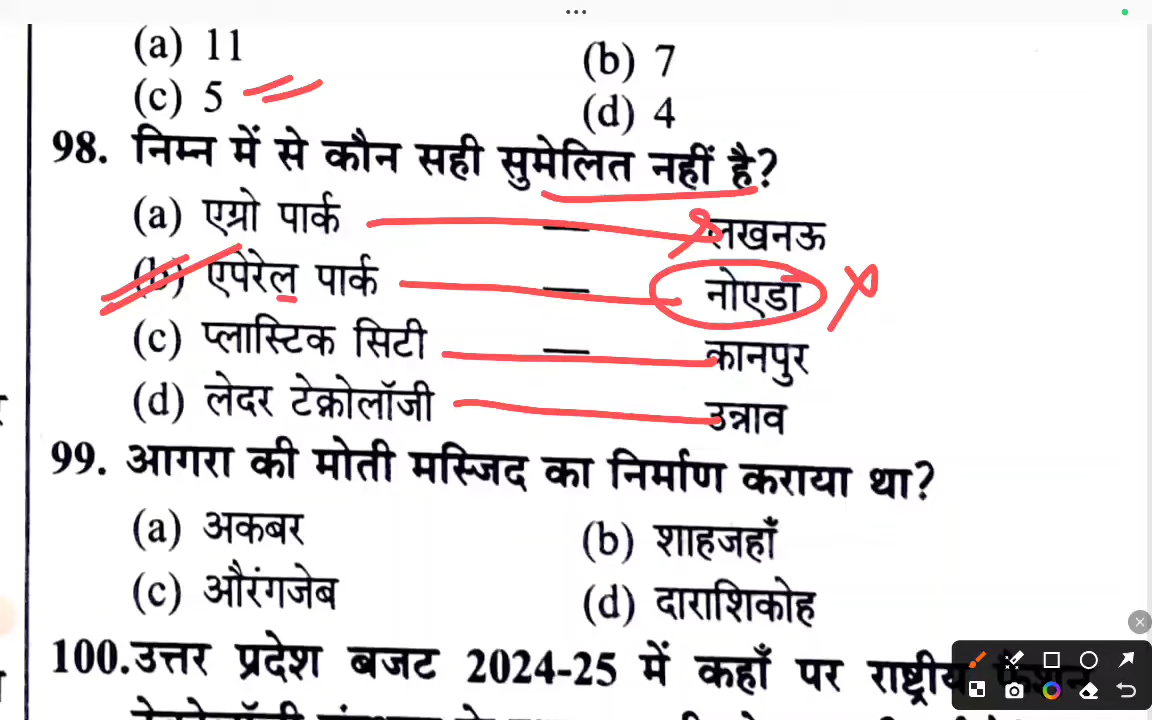 (a) 11
(b) 7
(c) 5
(d) 4
98. निम्न में से कौन सही सुमेलित नहीं है?
(a) एग्रो पार्क — लखनऊ
(b) एपेरेल पार्क — नोएडा
(c) प्लास्टिक सिटी — कानपुर
(d) लेदर टेक्नोलॉजी उन्नाव
99. आगरा की मोती मस्जिद का निर्माण कराया था?
(a) अकबर
(b) शाहजहाँ
(c) औरंगजेब
(d) दाराशिकोह
100. उत्तर प्रदेश बजट 2024-25 में कहाँ पर राष्ट्रीय